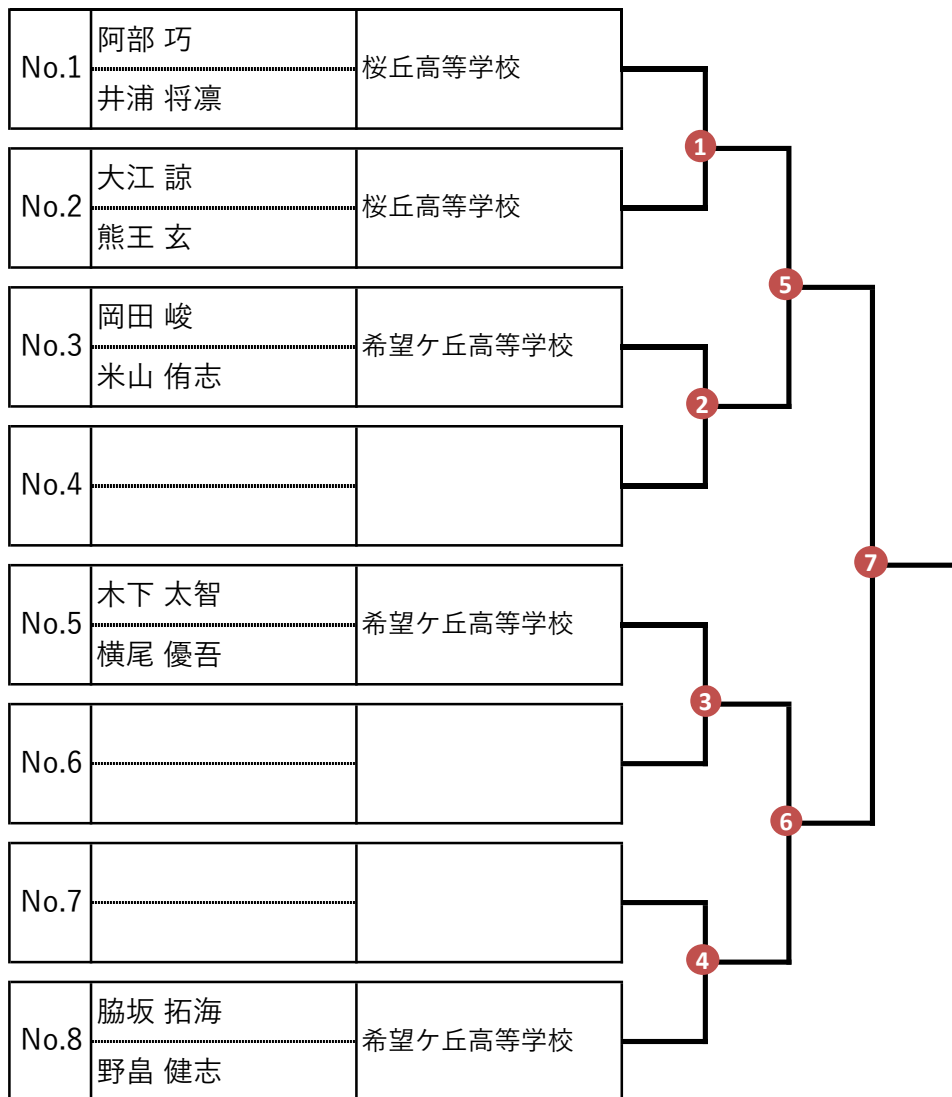 No.1
阿部 巧
井浦 将凛
桜丘高等学校
No.2
大江 諒
熊王 玄
桜丘高等学校
No.3
岡田 峻
米山 侑志
希望ケ丘高等学校
No.4
No.5
木下 太智
横尾 優吾
希望ケ丘高等学校
No.6
No.7
No.8
脇坂 拓海
野畠 健志
希望ケ丘高等学校
1
2
3
4
5
6
7